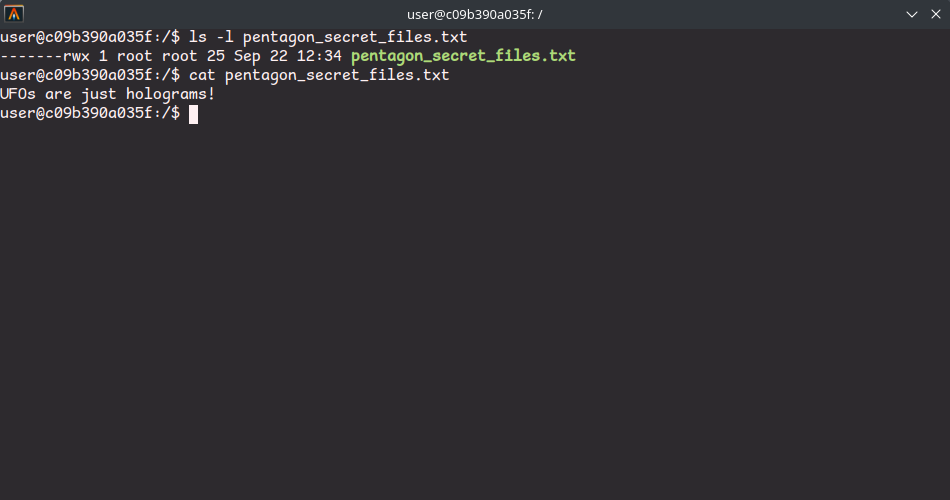 user@c09b390a035f: /
user@c09b390a035f:/$ ls -l pentagon_secret_files.txt
-------rwx 1 root root 25 Sep 22 12:34 pentagon_secret_files.txt
user@c09b390a035f:/$ cat pentagon_secret_files.txt
UFOs are just holograms!
user@c09b390a035f:/$